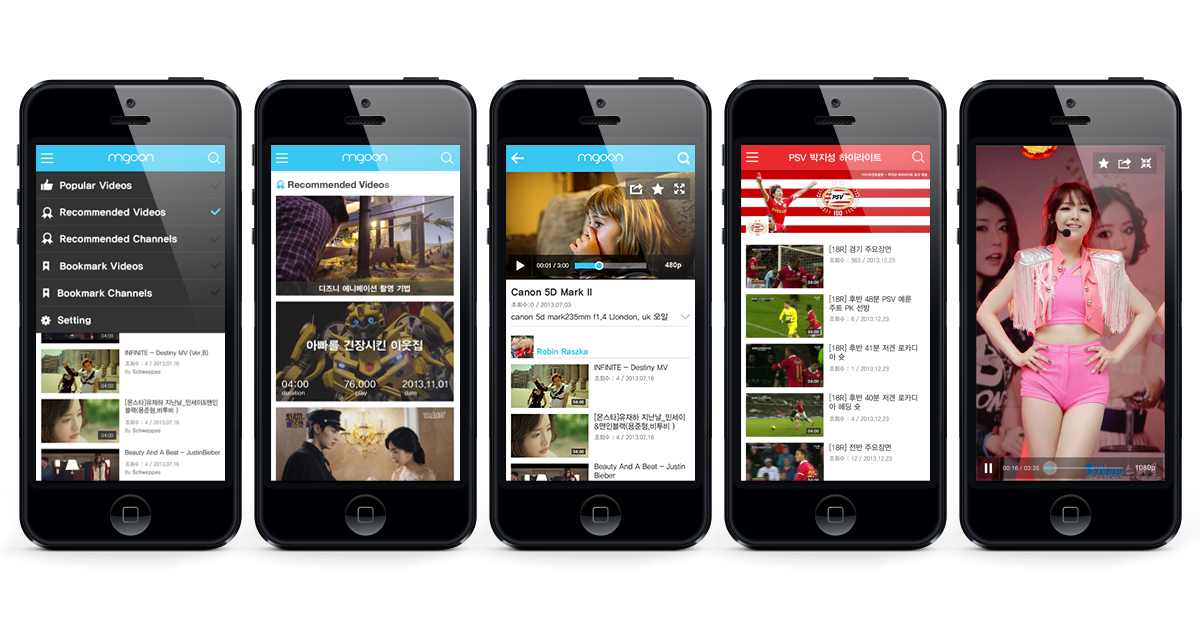 mgoon
Popular Videos
Recommended Videos
Recommended Channels
Bookmark Videos
Bookmark Channels
Setting
04:00
INFINITE - Destiny MV (Ver,B)
조회수 : 4 / 2013,07,16
By Schweppes
04:00
[몬스타]유재하 지난날_민세이&맨인
블랙(용준형,비투비 )
조회수 : 4 / 2013,07,16
By Schweppes
04:00
Beauty And A Beat - JustinBieber
조회수 : 4 / 2013,07,16
By Schweppes
mgoon
Recommended Videos
디즈니 에니메이션 촬영 기법
아빠를 긴장시킨 이웃집
04:00 76,000 2013,11,01
duration play date
mgoon
00:01 / 3:00 480p
Canon 5D Mark II
조회수:0 / 2013,07,03
canon 5d mark235mm f1,4 Llondon, uk 오일
Robin Raszka
INFINITE - Destiny MV
조회수 : 4 / 2013,07,16
04:00
[몬스타]유재하 지난날_민세이
&맨인블랙(용준형,비투비 )
조회수 : 4 / 2013,07,16
04:00
Beauty And A Beat - Justin
Bieber
PSV 박지성 하이라이트
PSV
100
PSV
[18R] 경기 주요장면
조회수 : 563 / 2013,12,23
04:00
[18R] 후반 48분 PSV 예룬
주트 PK 선방
조회수 : 6 / 2013,12,23
04:00
[18R] 후반 41분 저겐 로카디
아 슛
조회수 : 1 / 2013,12,23
04:00
[18R] 후반 40분 저겐 로카디
아 헤딩 슛
조회수 : 2 / 2013,12,23
04:00
[18R] 전반 주요장면
조회수 : 12 / 2013,12,23
00:16 / 03:35 1080p